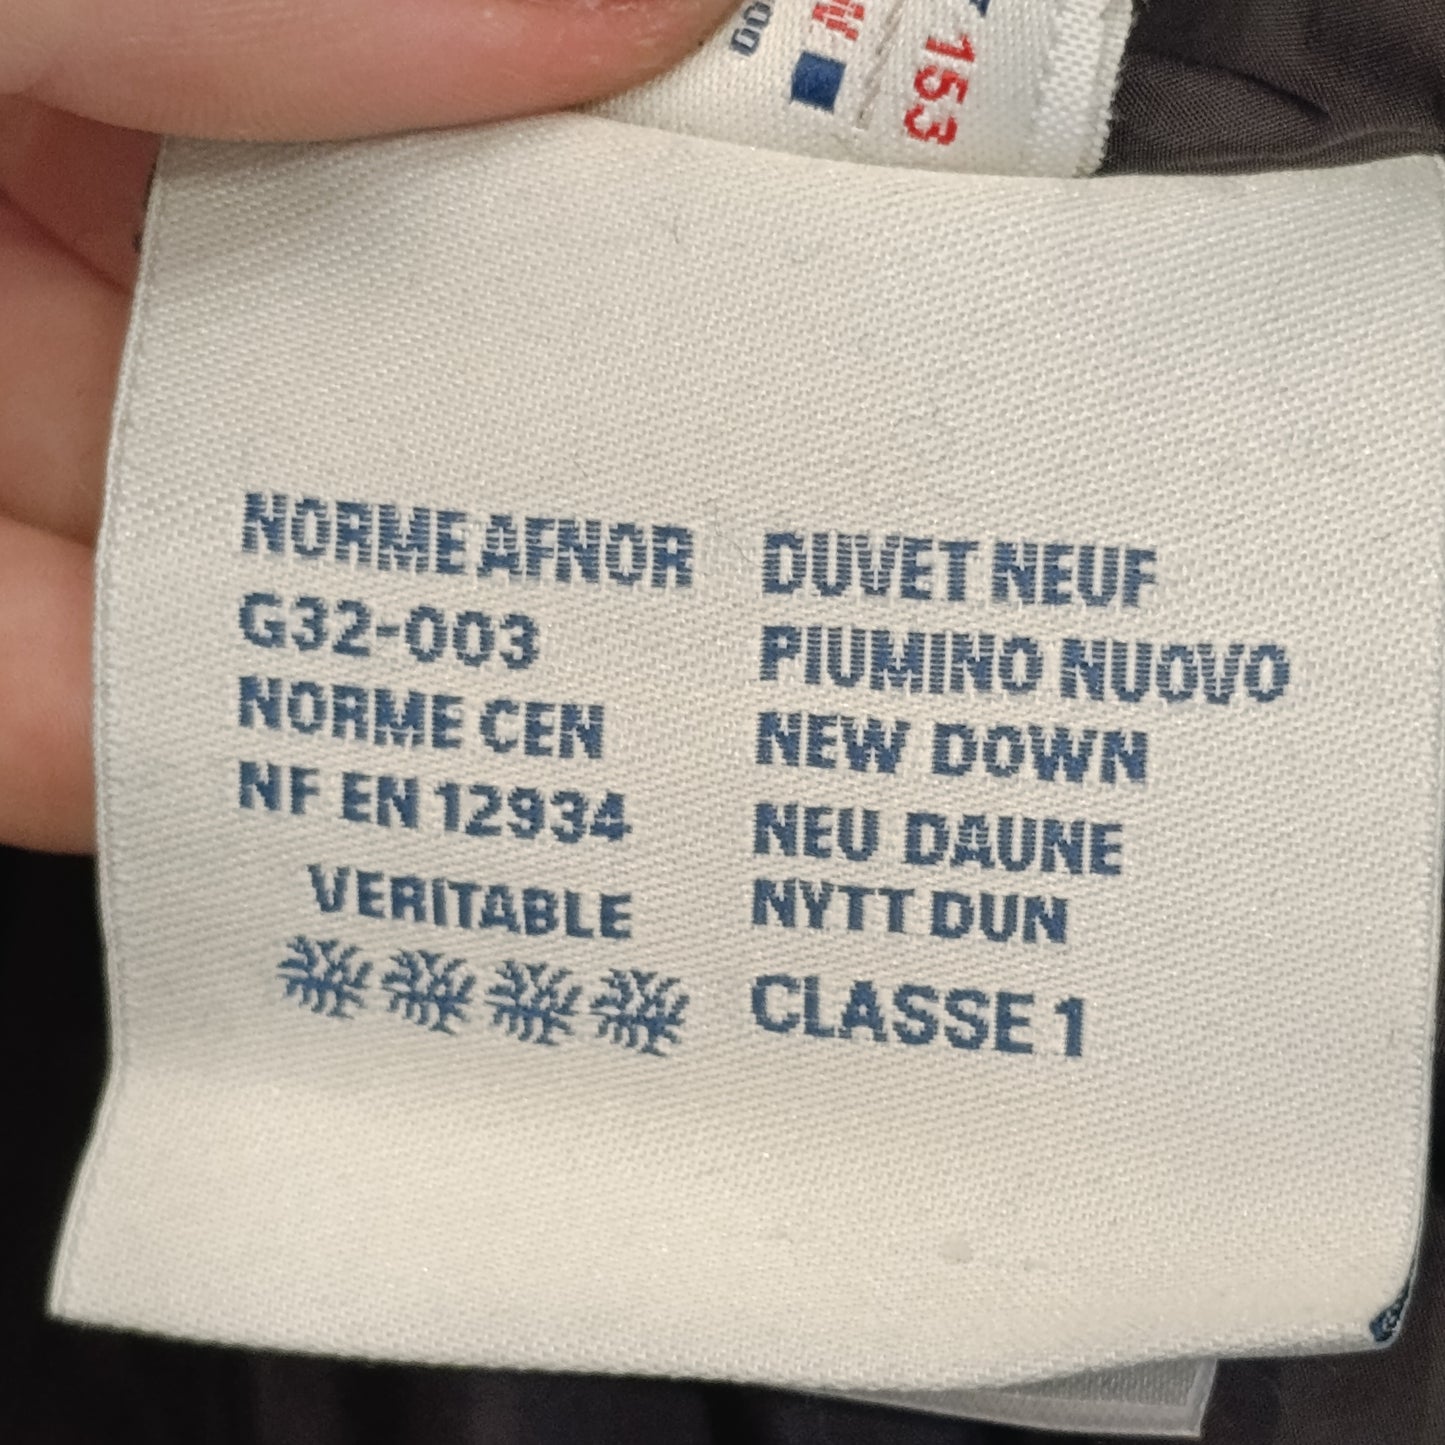 153
NORME AFNOR
G32-003
NORME CEN
NF EN 12934
VERITABLE
DUVET NEUF
PIUMINO NUOVO
NEW DOWN
NEU DAUNE
NYTT DUN
CLASSE 1